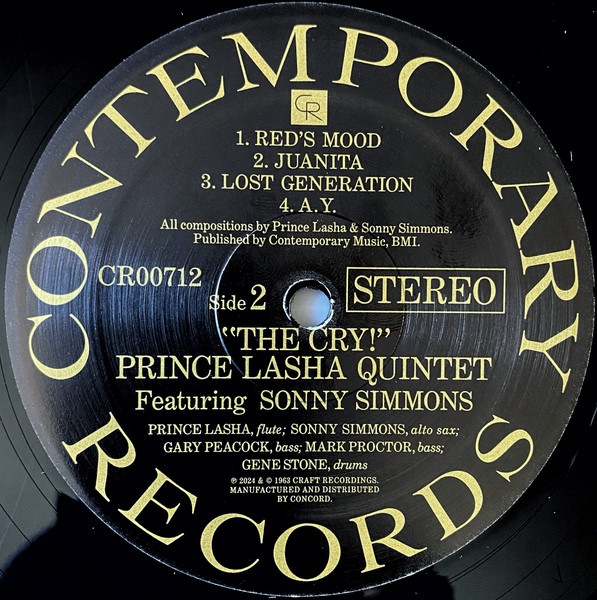 CONTEMPORARY
CR
1. RED'S MOOD
2. JUANITA
3. LOST GENERATION
4. A.Y.
All compositions by Prince Lasha & Sonny Simmons.
Published by Contemporary Music, BMI.
CR00712
Side 2
STEREO
"THE CRY!"
PRINCE LASHA QUINTET
Featuring SONNY SIMMONS
PRINCE LASHA, flute; SONNY SIMMONS, alto sax;
GARY PEACOCK, bass; MARK PROCTOR, bass;
GENE STONE, drums
℗ 2024 & © 1963 CRAFT RECORDINGS.
MANUFACTURED AND DISTRIBUTED
BY CONCORD.
RECORDS